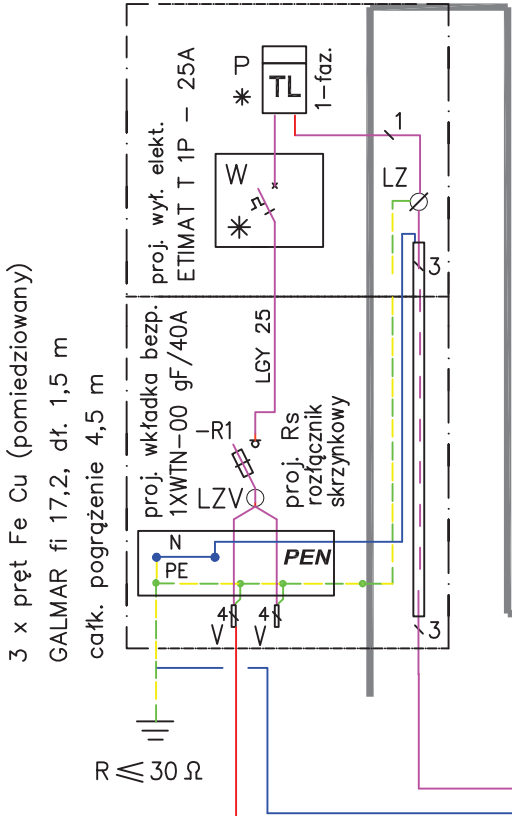 3 x pręt Fe Cu (pomiedziowany)
GALMAR fi 17,2, dł. 1,5 m
całk. pogrążenie 4,5 m
proj. wył. elekt.
ETIMAT T 1P - 25A
P
*
TL
1-faz.
W
*
1
LZ
3
proj. wkładka bezp.
1XWTN-00 gF/40A
LGY 25
-R1
LZV
proj. Rs
rozłącznik
skrzynkowy
N
PE
PEN
4
V
4
V
3
R ⩽ 30 Ω